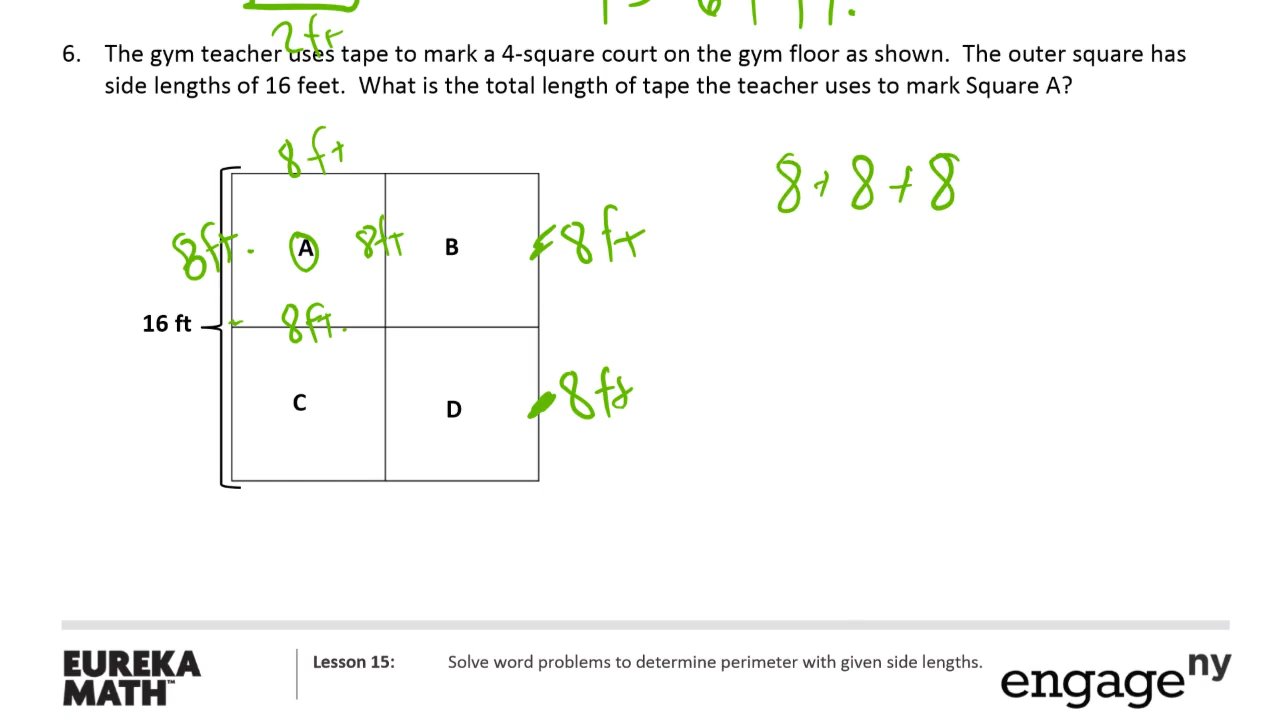 2ft
6. The gym teacher uses tape to mark a 4-square court on the gym floor as shown. The outer square has
side lengths of 16 feet. What is the total length of tape the teacher uses to mark Square A?
8ft
8 + 8 + 8
8ft. A 8ft B 8ft
16 ft 8ft.
C D 8ft
EUREKA
MATH™
Lesson 15: Solve word problems to determine perimeter with given side lengths.
engage ny